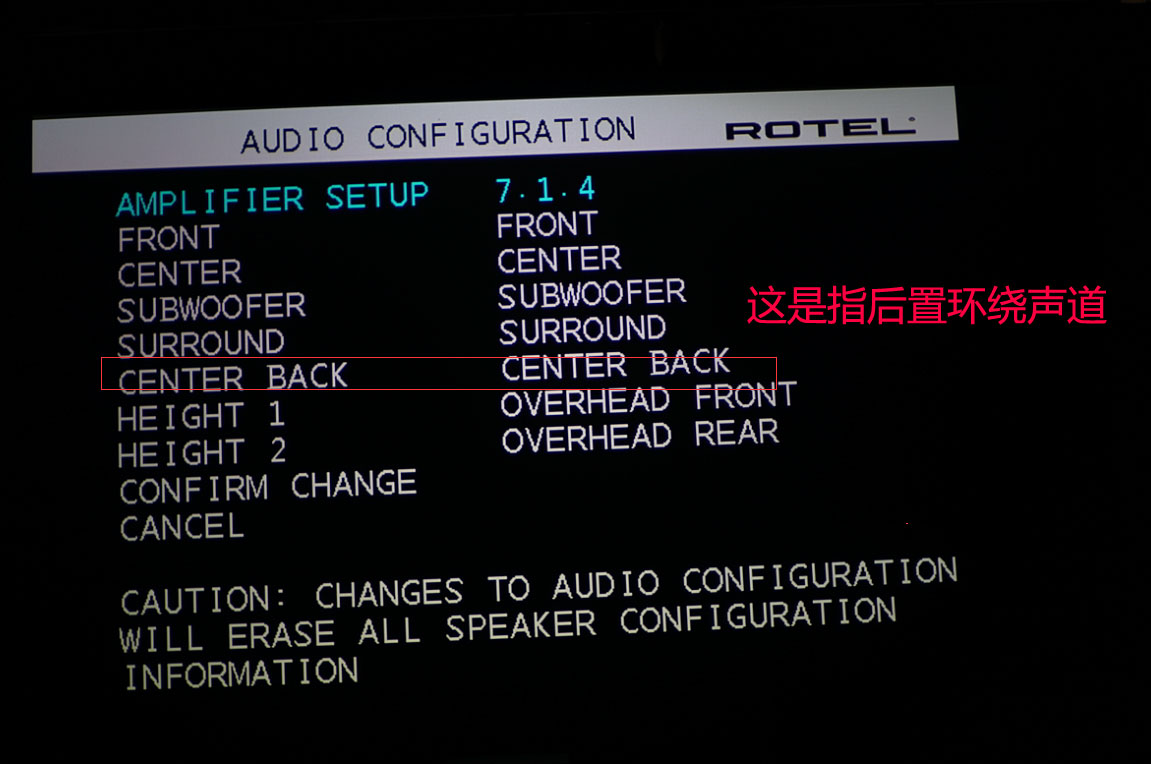 AUDIO CONFIGURATION ROTEL
AMPLIFIER SETUP 7.1.4
FRONT FRONT
CENTER CENTER
SUBWOOFER SUBWOOFER
这是指后置环绕声道
SURROUND SURROUND
CENTER BACK CENTER BACK
HEIGHT 1 OVERHEAD FRONT
HEIGHT 2 OVERHEAD REAR
CONFIRM CHANGE
CANCEL
CAUTION: CHANGES TO AUDIO CONFIGURATION
WILL ERASE ALL SPEAKER CONFIGURATION
INFORMATION